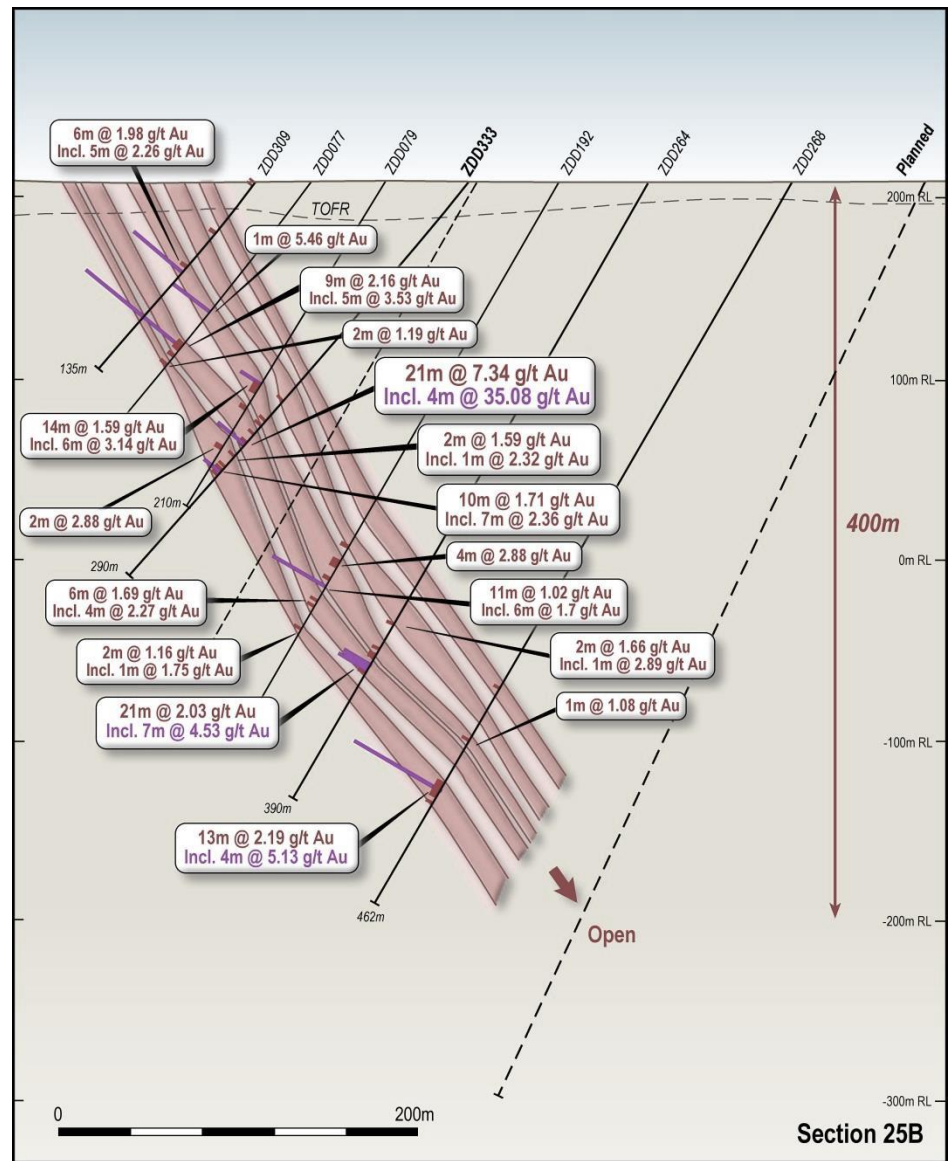 6m @ 1.98 g/t Au
Incl. 5m @ 2.26 g/t Au
ZDD309
ZDD077
ZDD079
ZDD333
ZDD192
ZDD264
ZDD268
Planned
200m RL
TOFR
1m @ 5.46 g/t Au
9m @ 2.16 g/t Au
Incl. 5m @ 3.53 g/t Au
2m @ 1.19 g/t Au
135m
21m @ 7.34 g/t Au
Incl. 4m @ 35.08 g/t Au
100m RL
14m @ 1.59 g/t Au
Incl. 6m @ 3.14 g/t Au
2m @ 1.59 g/t Au
Incl. 1m @ 2.32 g/t Au
210m
10m @ 1.71 g/t Au
Incl. 7m @ 2.36 g/t Au
2m @ 2.88 g/t Au
400m
4m @ 2.88 g/t Au
0m RL
290m
6m @ 1.69 g/t Au
Incl. 4m @ 2.27 g/t Au
11m @ 1.02 g/t Au
Incl. 6m @ 1.7 g/t Au
2m @ 1.16 g/t Au
Incl. 1m @ 1.75 g/t Au
2m @ 1.66 g/t Au
Incl. 1m @ 2.89 g/t Au
21m @ 2.03 g/t Au
Incl. 7m @ 4.53 g/t Au
1m @ 1.08 g/t Au
-100m RL
390m
13m @ 2.19 g/t Au
Incl. 4m @ 5.13 g/t Au
462m
-200m RL
Open
-300m RL
0
200m
Section 25B